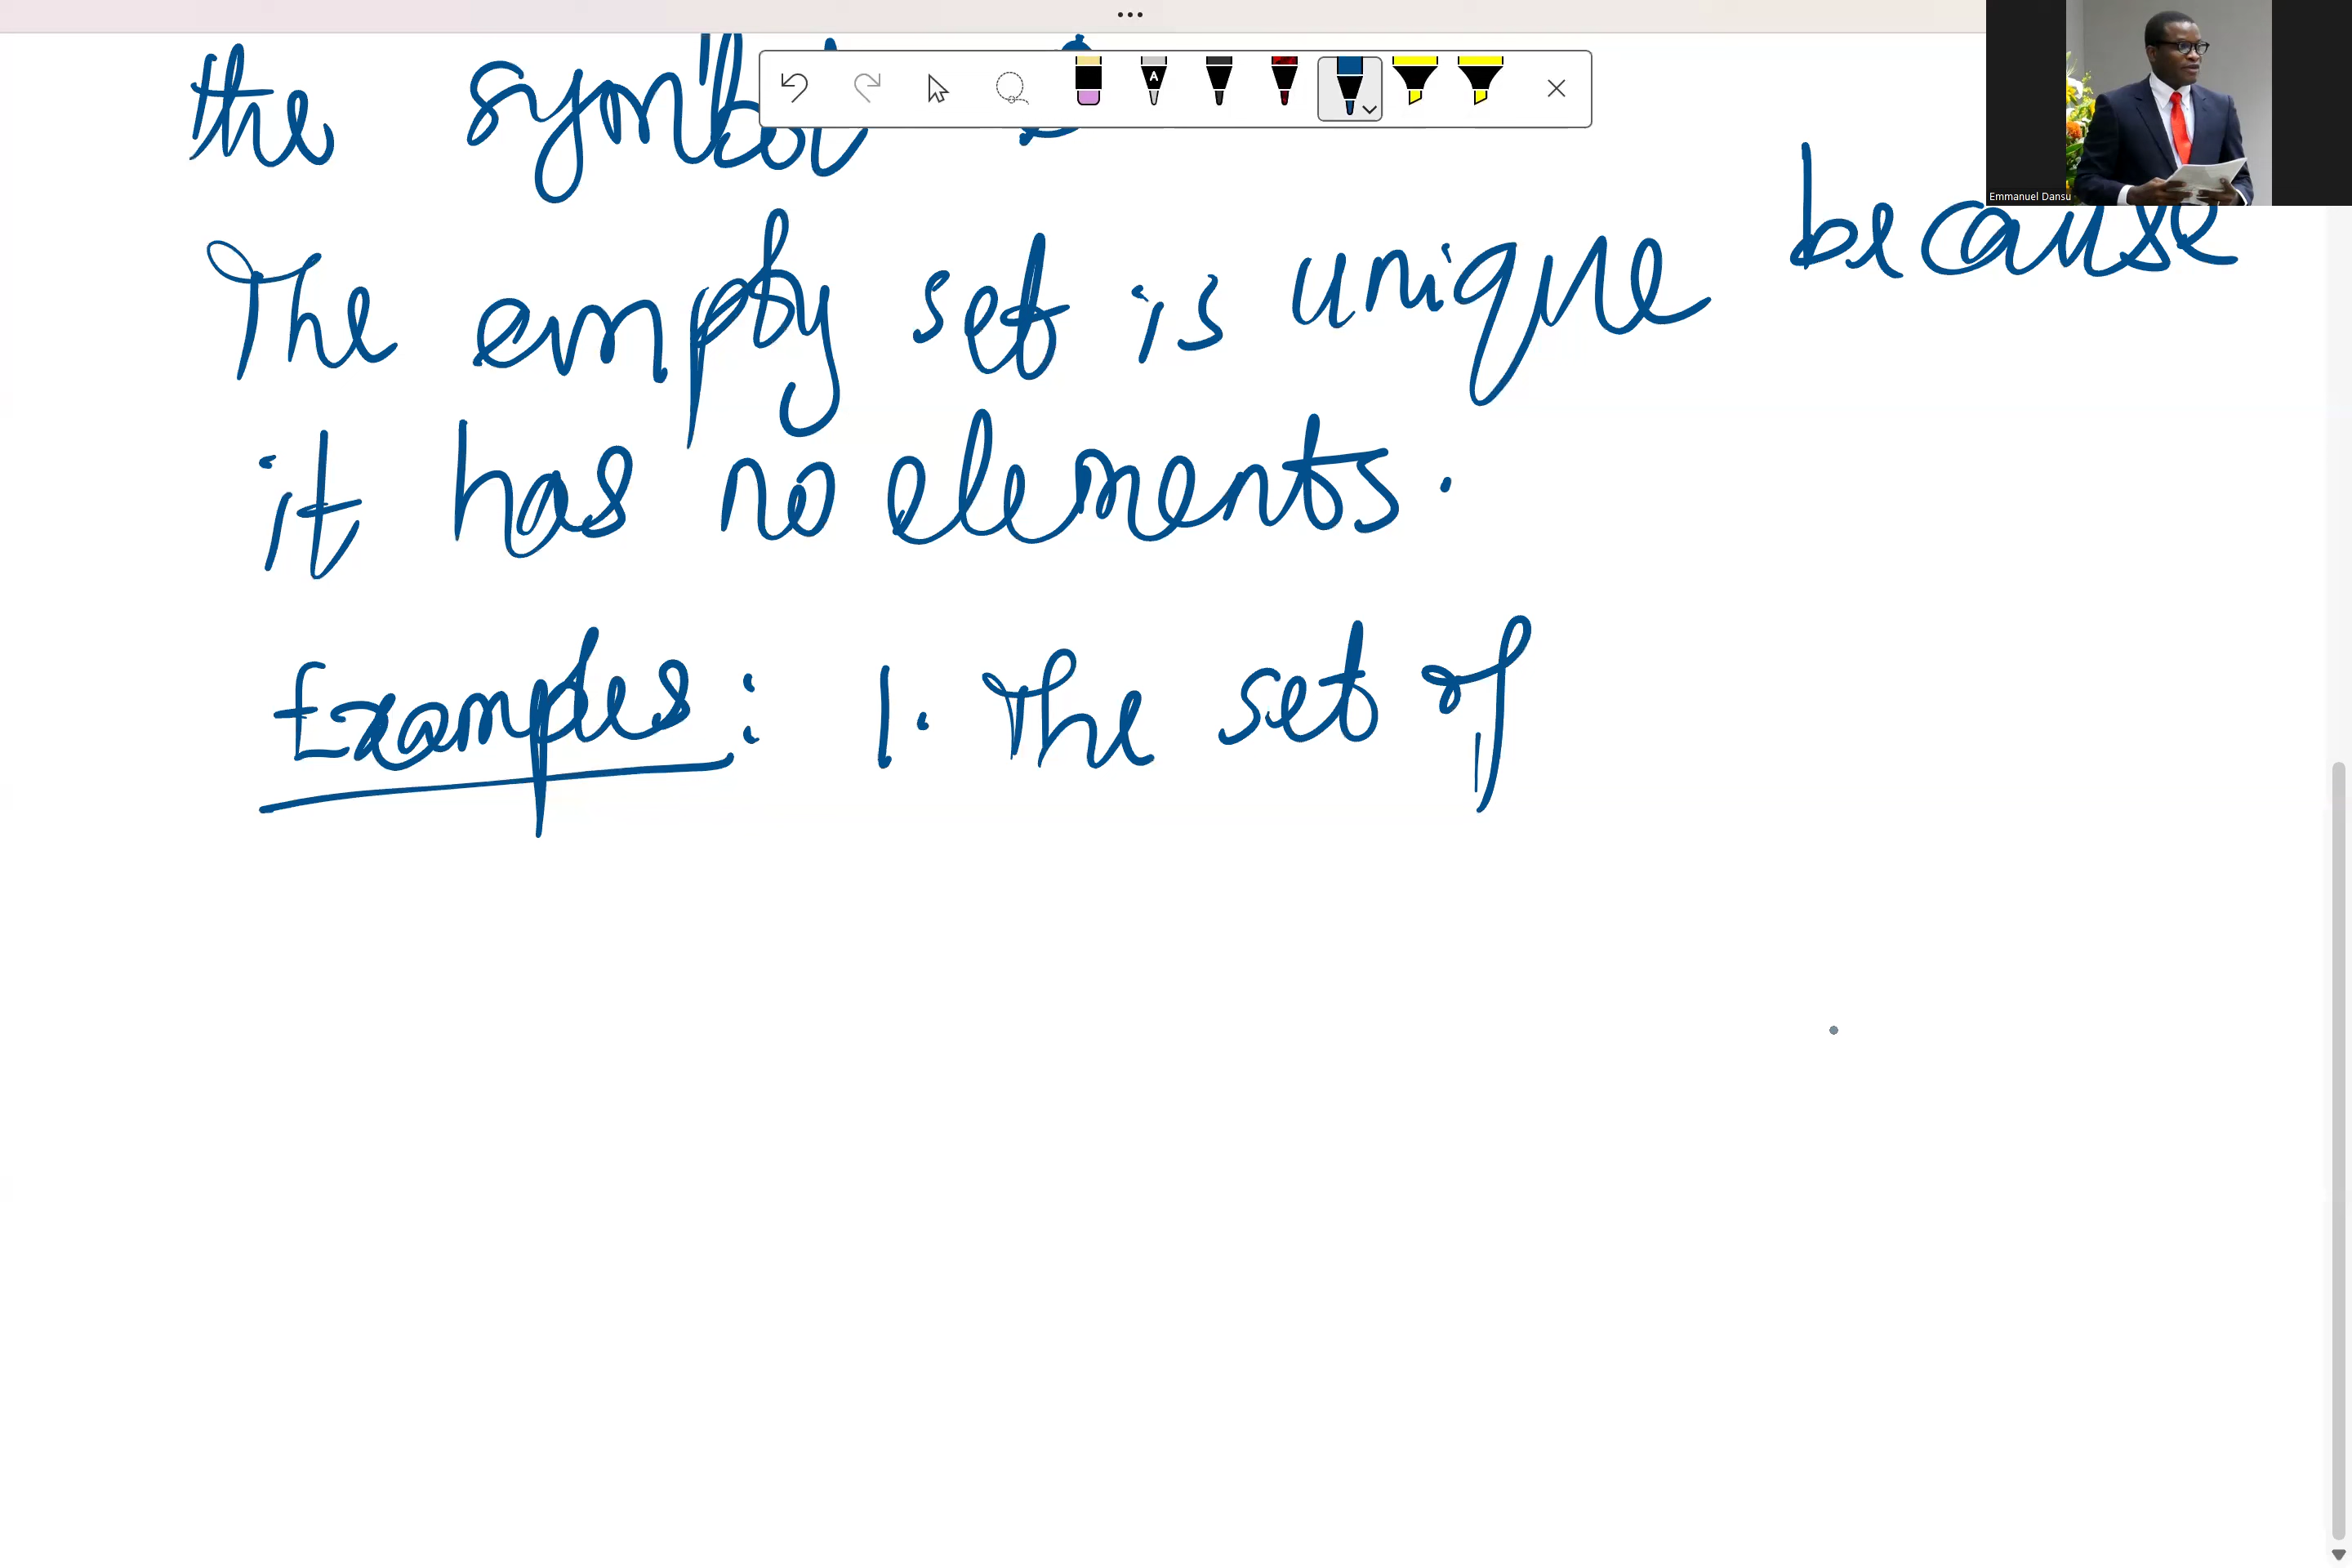 the symbol
Emmanuel Dansu
The empty set is unique because
it has no elements.
Examples: 1. The set of